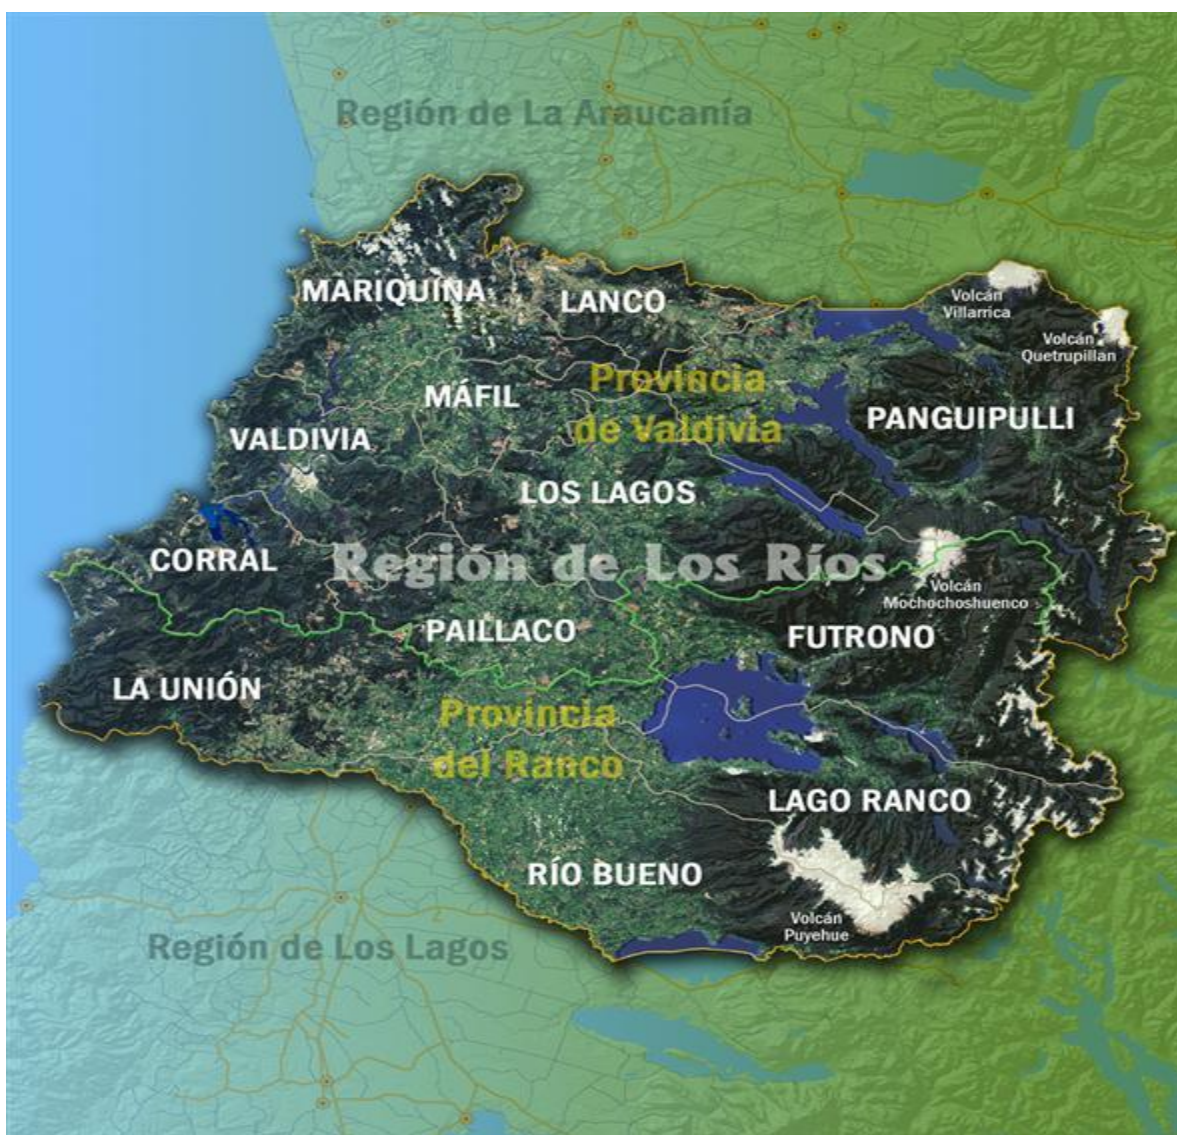 Región de La Araucanía
MARIQUINA
LANCO
Volcán
Villarrica
Volcán
Quetrupillan
MÁFIL
Provincia
de Valdivia
PANGUIPULLI
VALDIVIA
LOS LAGOS
CORRAL
Región de Los Ríos
Volcán
Mochochoshuenco
PAILLACO
FUTRONO
LA UNIÓN
Provincia
del Ranco
LAGO RANCO
RÍO BUENO
Volcán
Puyehue
Región de Los Lagos